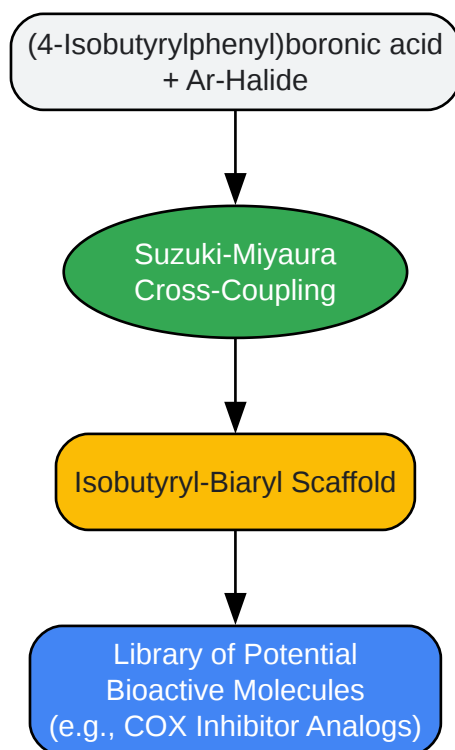 (4-Isobutyrylphenyl)boronic acid
+ Ar-Halide
Suzuki-Miyaura
Cross-Coupling
Isobutyryl-Biaryl Scaffold
Library of Potential
Bioactive Molecules
(e.g., COX Inhibitor Analogs)